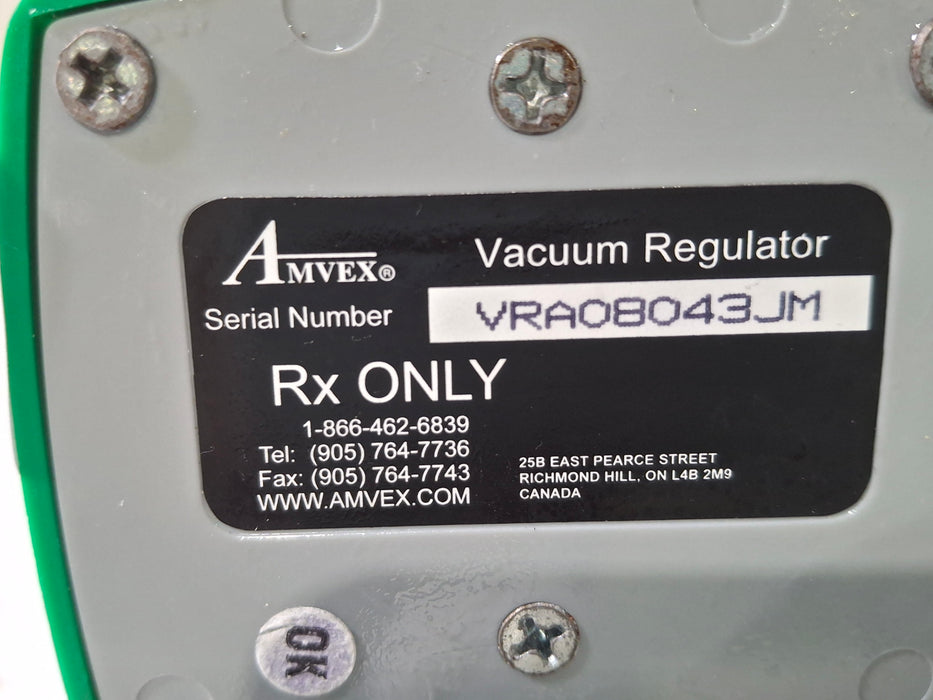 AMVEX® Vacuum Regulator
Serial Number VRA08043JM
Rx ONLY
1-866-462-6839
Tel: (905) 764-7736
Fax: (905) 764-7743
WWW.AMVEX.COM
25B EAST PEARCE STREET
RICHMOND HILL, ON L4B 2M9
CANADA
OK